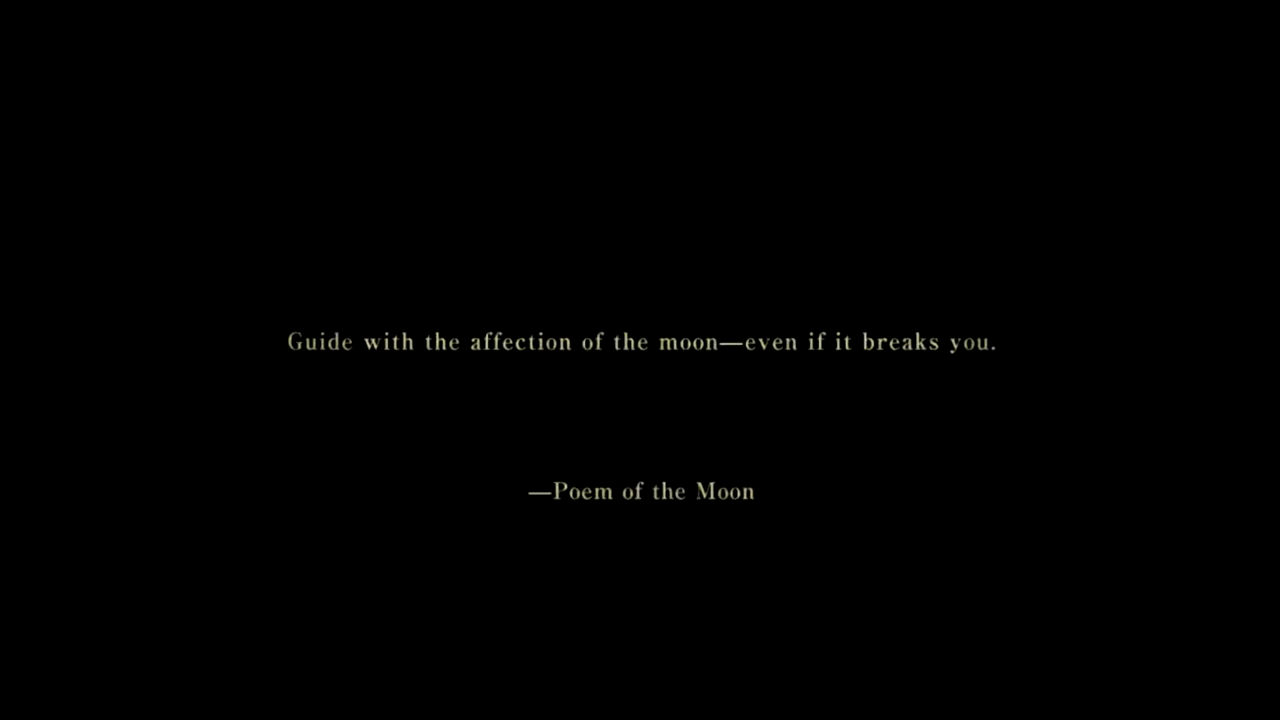 Guide with the affection of the moon—even if it breaks you.
—Poem of the Moon